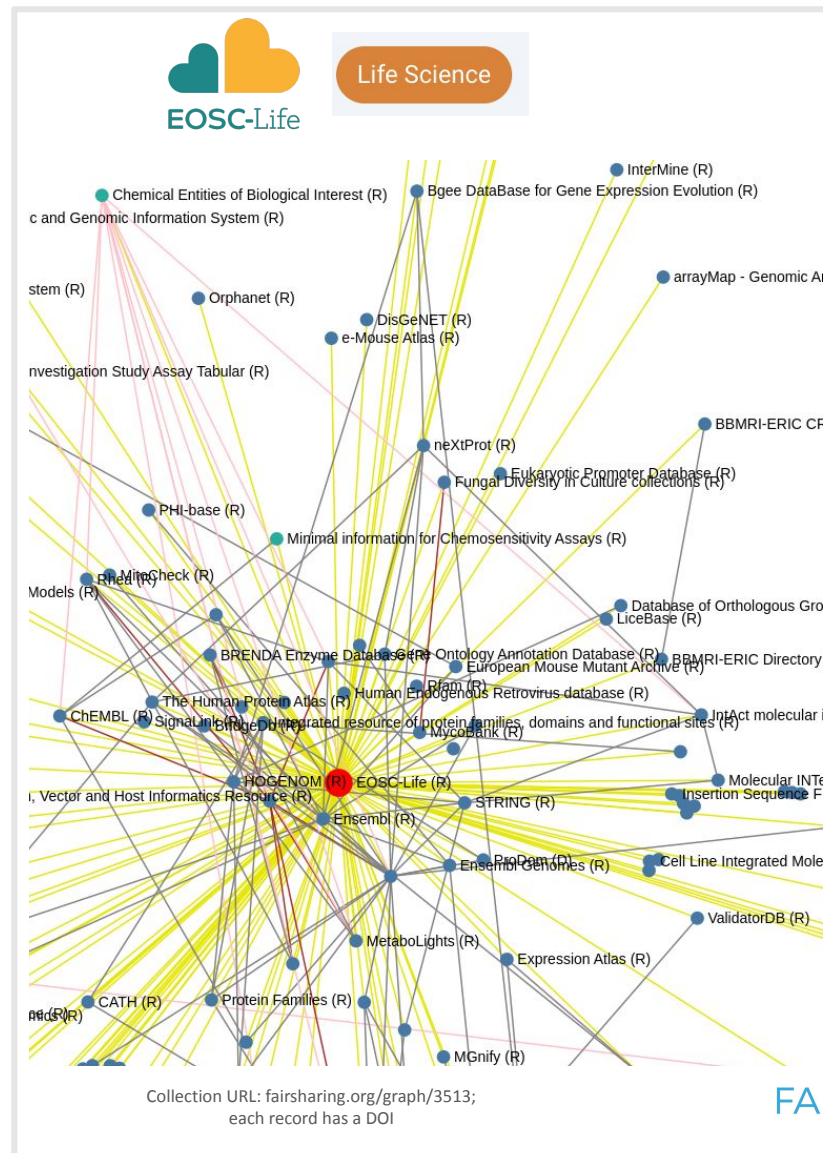 EOSC-Life
Life Science
InterMine (R)
Chemical Entities of Biological Interest (R)
Bgee DataBase for Gene Expression Evolution (R)
c and Genomic Information System (R)
arrayMap - Genomic Ar
stem (R)
Orphanet (R)
DisGeNET (R)
e-Mouse Atlas (R)
nvestigation Study Assay Tabular (R)
BBMRI-ERIC CR
neXtProt (R)
Eukaryotic Promoter Database (R)
Fungal Diversity in Culture collections (R)
PHI-base (R)
Minimal information for Chemosensitivity Assays (R)
MitoCheck (R)
Rhea (R)
Models (R)
Database of Orthologous Gro
LiceBase (R)
BRENDA Enzyme Database (R)
Gene Ontology Annotation Database (R)
European Mouse Mutant Archive (R)
BBMRI-ERIC Directory
Rfam (R)
Human Endogenous Retrovirus database (R)
The Human Protein Atlas (R)
ChEMBL (R)
SignaLink (R)
BridgeDb (R)
Integrated resource of protein families, domains and functional sites (R)
IntAct molecular i
MycoBank (R)
HOGENOM (R)
EOSC-Life (R)
Molecular INTe
, Vector and Host Informatics Resource (R)
Insertion Sequence F
STRING (R)
Ensembl (R)
ProDom (D)
Ensembl Genomes (R)
Cell Line Integrated Mole
ValidatorDB (R)
MetaboLights (R)
Expression Atlas (R)
CATH (R)
Protein Families (R)
MGnify (R)
Collection URL: fairsharing.org/graph/3513;
each record has a DOI
FA